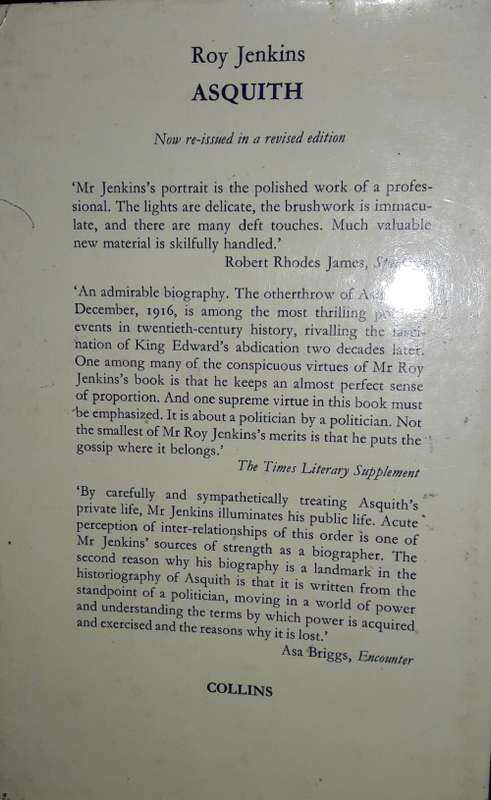 Roy Jenkins
ASQUITH
Now re-issued in a revised edition
‘Mr Jenkins’s portrait is the polished work of a profes-
sional. The lights are delicate, the brushwork is immacu-
late, and there are many deft touches. Much valuable
new material is skilfully handled.’
Robert Rhodes James,
‘An admirable biography. The otherthrow of
December, 1916, is among the most thrilling
events in twentieth-century history, rivalling the
nation of King Edward’s abdication two decades later.
One among many of the conspicuous virtues of Mr Roy
Jenkins’s book is that he keeps an almost perfect sense
of proportion. And one supreme virtue in this book must
be emphasized. It is about a politician by a politician. Not
the smallest of Mr Roy Jenkins’s merits is that he puts the
gossip where it belongs.’
The Times Literary Supplement
‘By carefully and sympathetically treating Asquith’s
private life, Mr Jenkins illuminates his public life. Acute
perception of inter-relationships of this order is one of
Mr Jenkins’ sources of strength as a biographer. The
second reason why his biography is a landmark in the
historiography of Asquith is that it is written from the
standpoint of a politician, moving in a world of power
and understanding the terms by which power is acquired
and exercised and the reasons why it is lost.’
Asa Briggs, Encounter
COLLINS